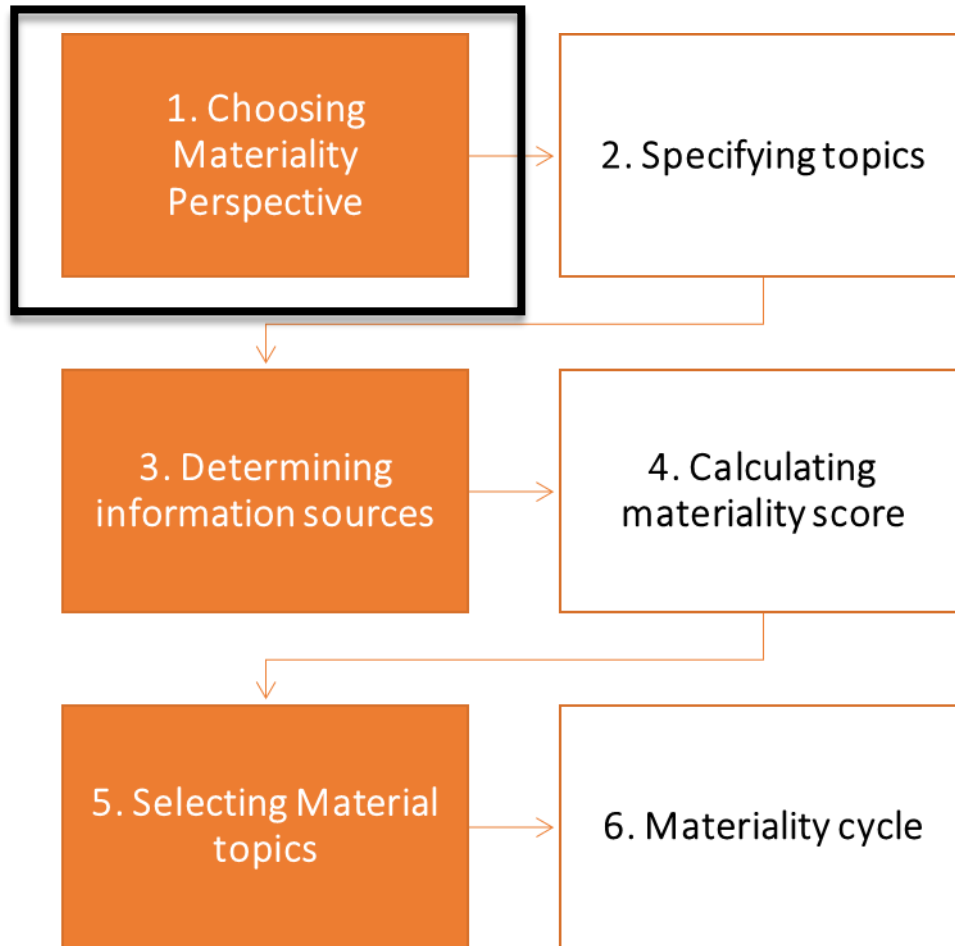 1. Choosing
Materiality
Perspective
2. Specifying topics
3. Determining
information sources
4. Calculating
materiality score
5. Selecting Material
topics
6. Materiality cycle